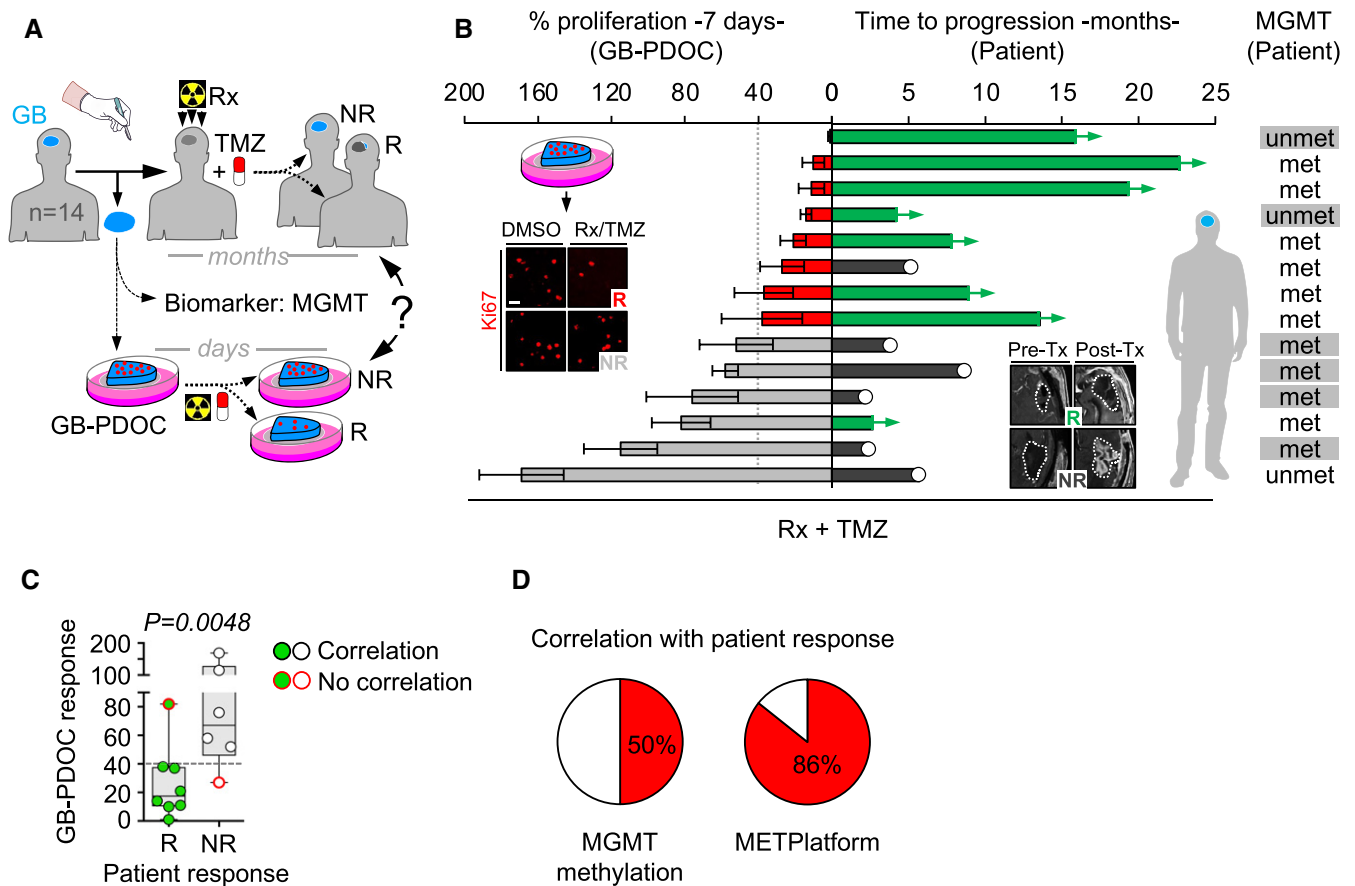 A
GB
Rx
TMZ
+
NR
R
n=14
months
Biomarker: MGMT
?
days
GB-PDOC
NR
R
B
% proliferation -7 days-
(GB-PDOC)
Time to progression -months-
(Patient)
MGMT
(Patient)
200 160 120 80 40 0 5 10 15 20 25
DMSO Rx/TMZ
Ki67
R
NR
Pre-Tx Post-Tx
R
NR
unmet
met
met
unmet
met
met
met
met
met
met
met
met
met
unmet
Rx + TMZ
C
P=0.0048
GB-PDOC response
200
100
80
60
40
20
0
R NR
Patient response
Correlation
No correlation
D
Correlation with patient response
50%
86%
MGMT
methylation
METPlatform